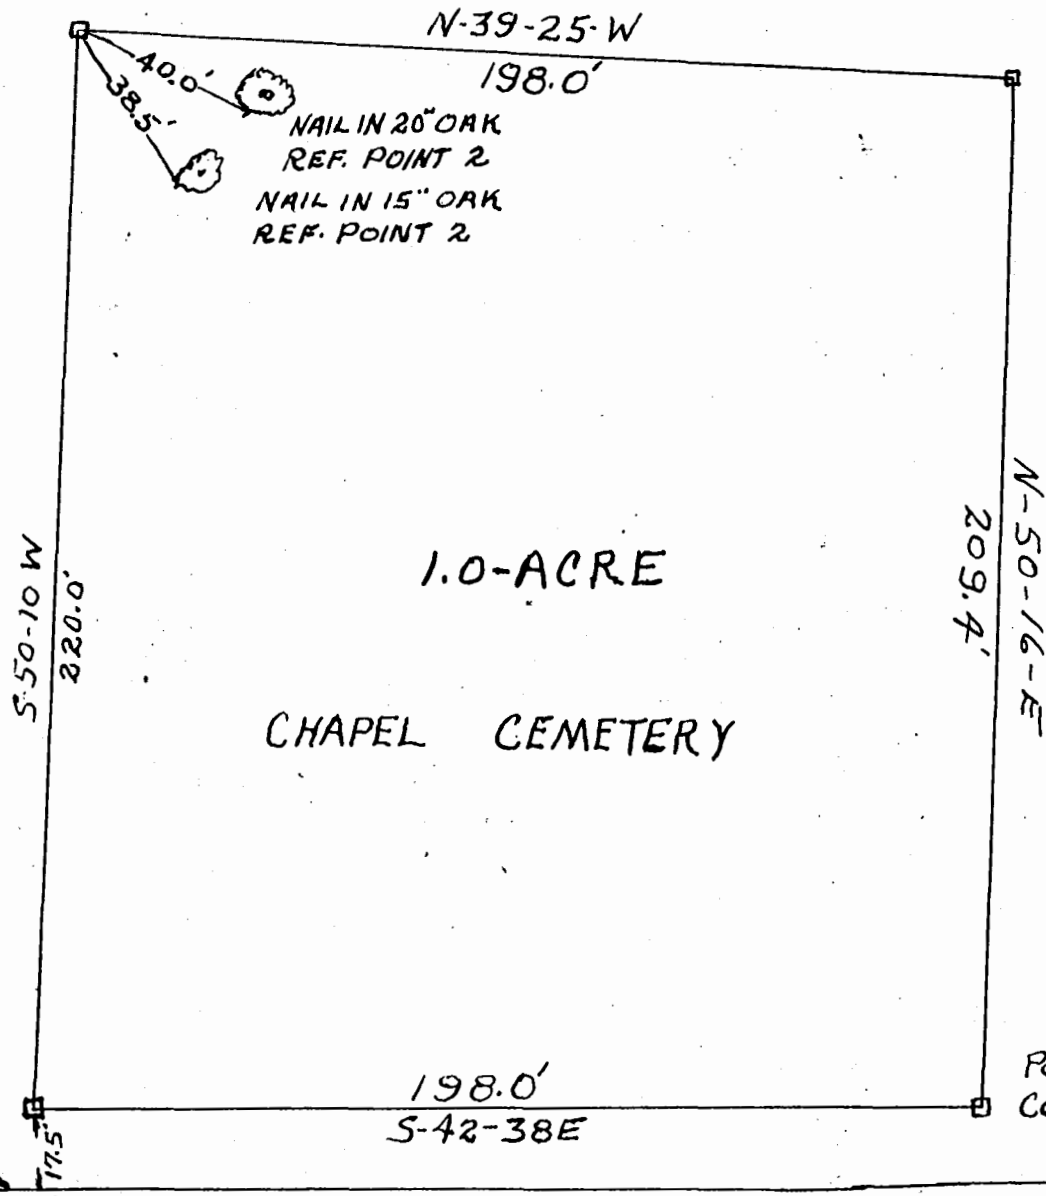 N-39-25-W
198.0'
40.0'
38.5'
NAIL IN 20" OAK
REF. POINT 2
NAIL IN 15" OAK
REF. POINT 2
S-50-10 W
220.0'
N-50-16-E
209.4'
1.0-ACRE
CHAPEL CEMETERY
198.0'
S-42-38E
17.5'